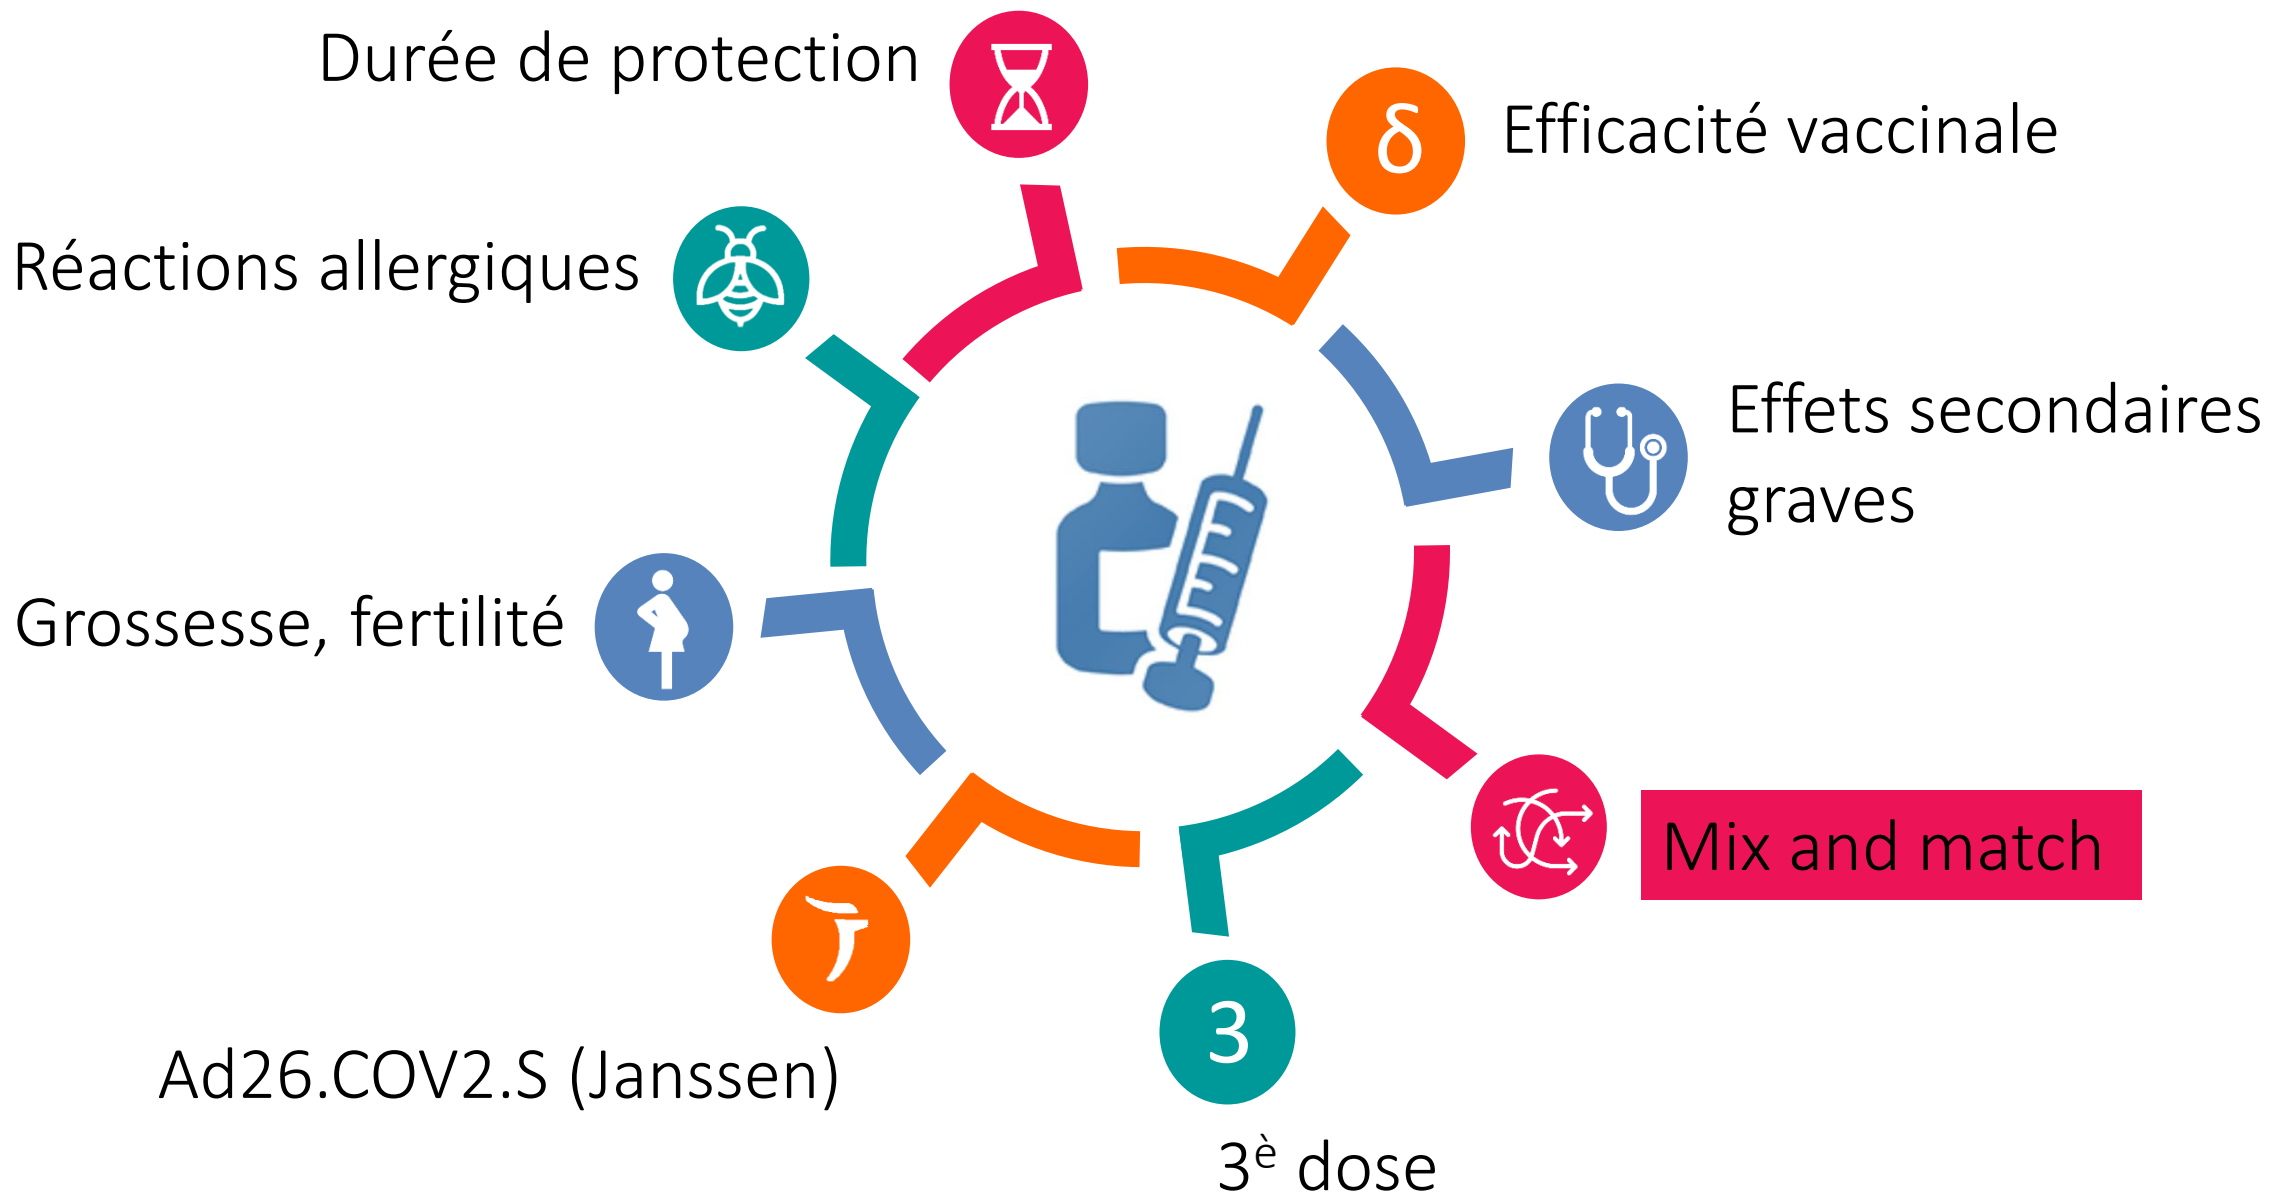 Durée de protection
δ
Efficacité vaccinale
Réactions allergiques
Effets secondaires
graves
Grossesse, fertilité
Mix and match
Ad26.COV2.S (Janssen)
3
3è dose